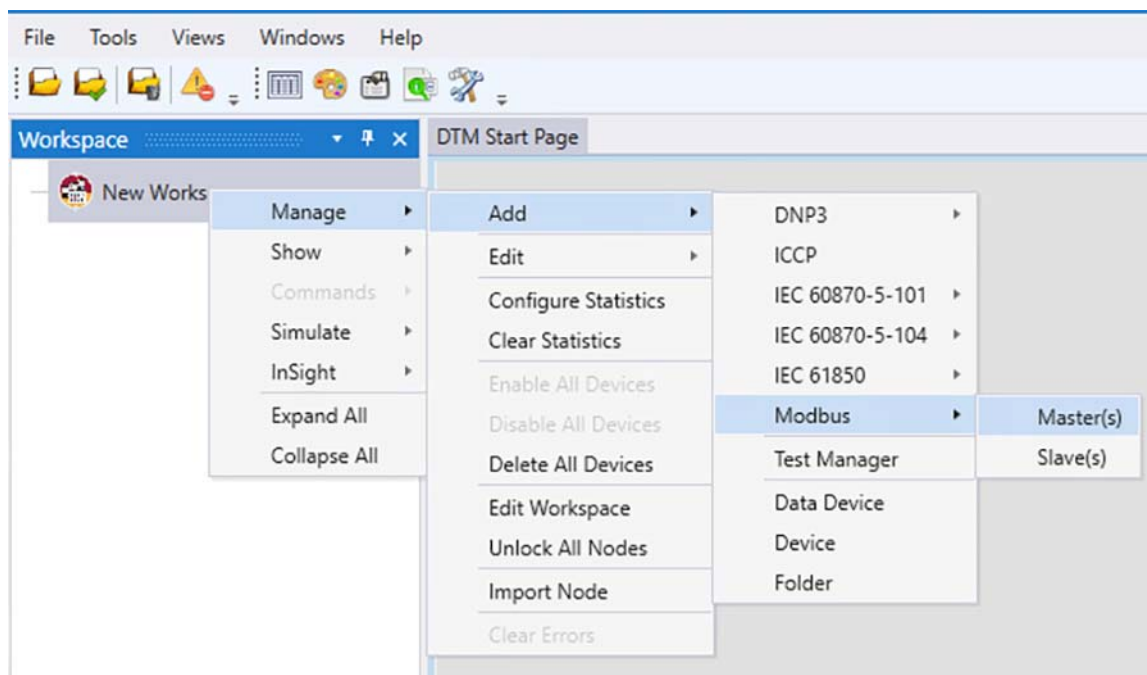 File Tools Views Windows Help
Workspace
DTM Start Page
New Works
Manage
Show
Commands
Simulate
InSight
Expand All
Collapse All
Add
Edit
Configure Statistics
Clear Statistics
Enable All Devices
Disable All Devices
Delete All Devices
Edit Workspace
Unlock All Nodes
Import Node
Clear Errors
DNP3
ICCP
IEC 60870-5-101
IEC 60870-5-104
IEC 61850
Modbus
Test Manager
Data Device
Device
Folder
Master(s)
Slave(s)